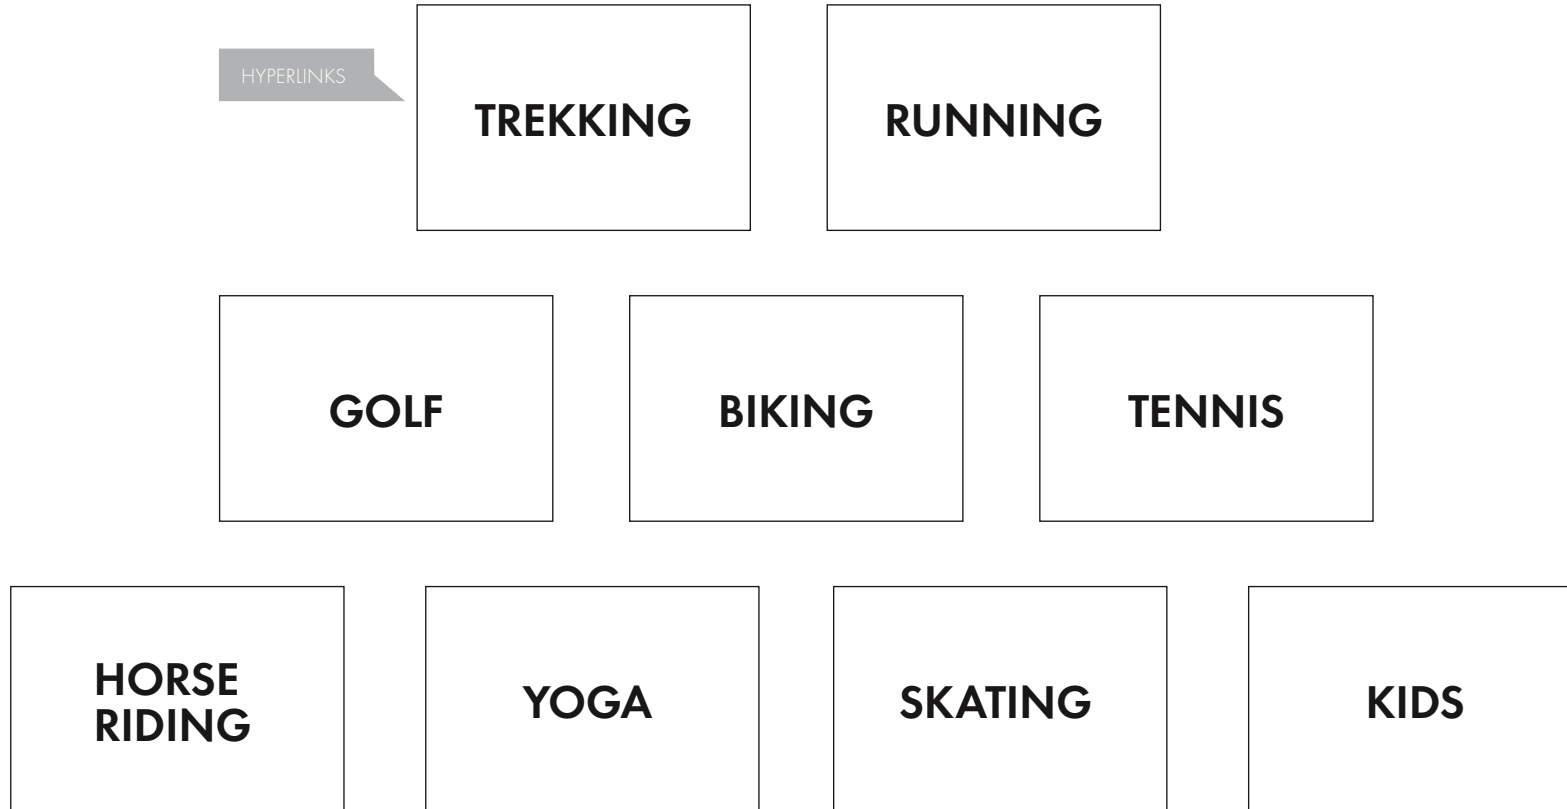 HYPERLINKS
TREKKING
RUNNING
GOLF
BIKING
TENNIS
HORSE
RIDING
YOGA
SKATING
KIDS